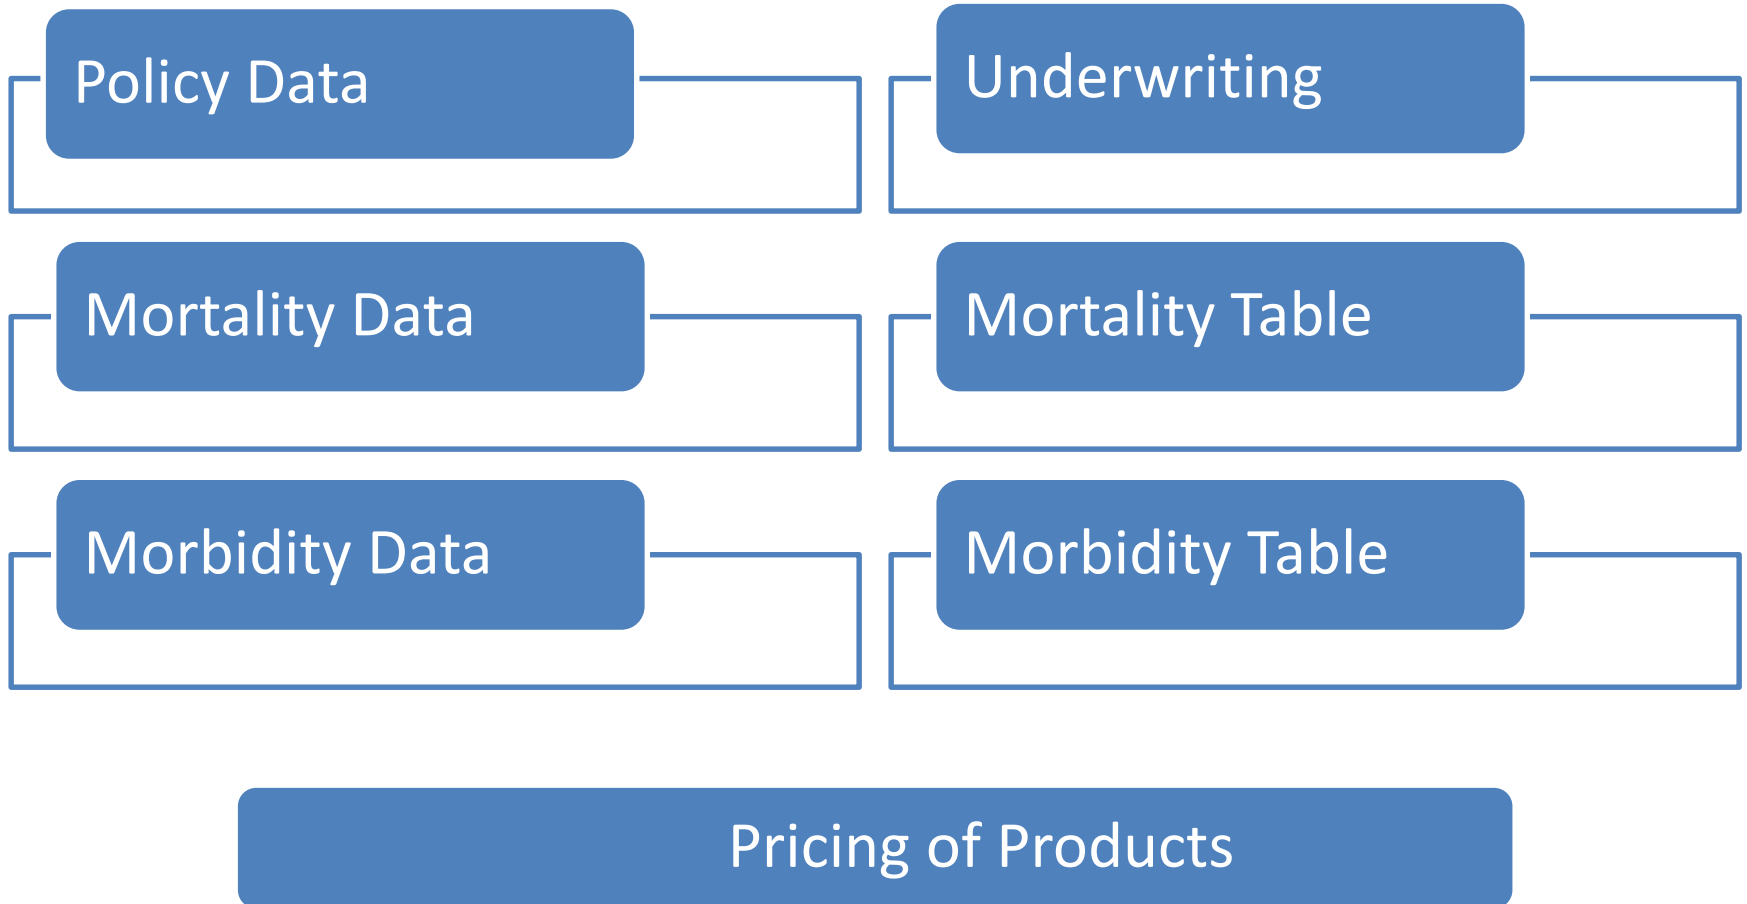 Policy Data
Underwriting
Mortality Data
Mortality Table
Morbidity Data
Morbidity Table
Pricing of Products